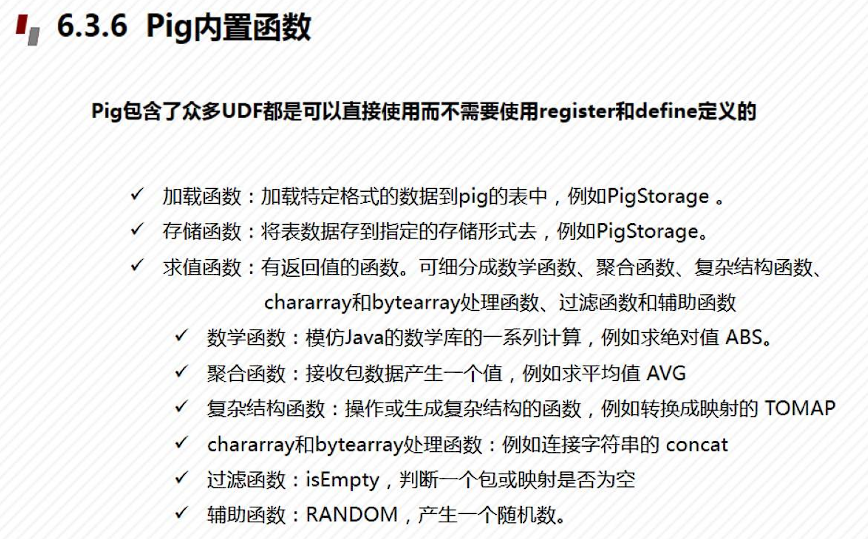 6.3.6 Pig内置函数
Pig包含了众多UDF都是可以直接使用而不需要使用register和define定义的
✓ 加载函数：加载特定格式的数据到pig的表中，例如PigStorage 。
✓ 存储函数：将表数据存到指定的存储形式去，例如PigStorage。
✓ 求值函数：有返回值的函数。可细分成数学函数、聚合函数、复杂结构函数、
chararray和bytearray处理函数、过滤函数和辅助函数
✓ 数学函数：模仿Java的数学库的一系列计算，例如求绝对值 ABS。
✓ 聚合函数：接收包数据产生一个值，例如求平均值 AVG
✓ 复杂结构函数：操作或生成复杂结构的函数，例如转换成映射的 TOMAP
✓ chararray和bytearray处理函数：例如连接字符串的 concat
✓ 过滤函数：isEmpty，判断一个包或映射是否为空
✓ 辅助函数：RANDOM，产生一个随机数。